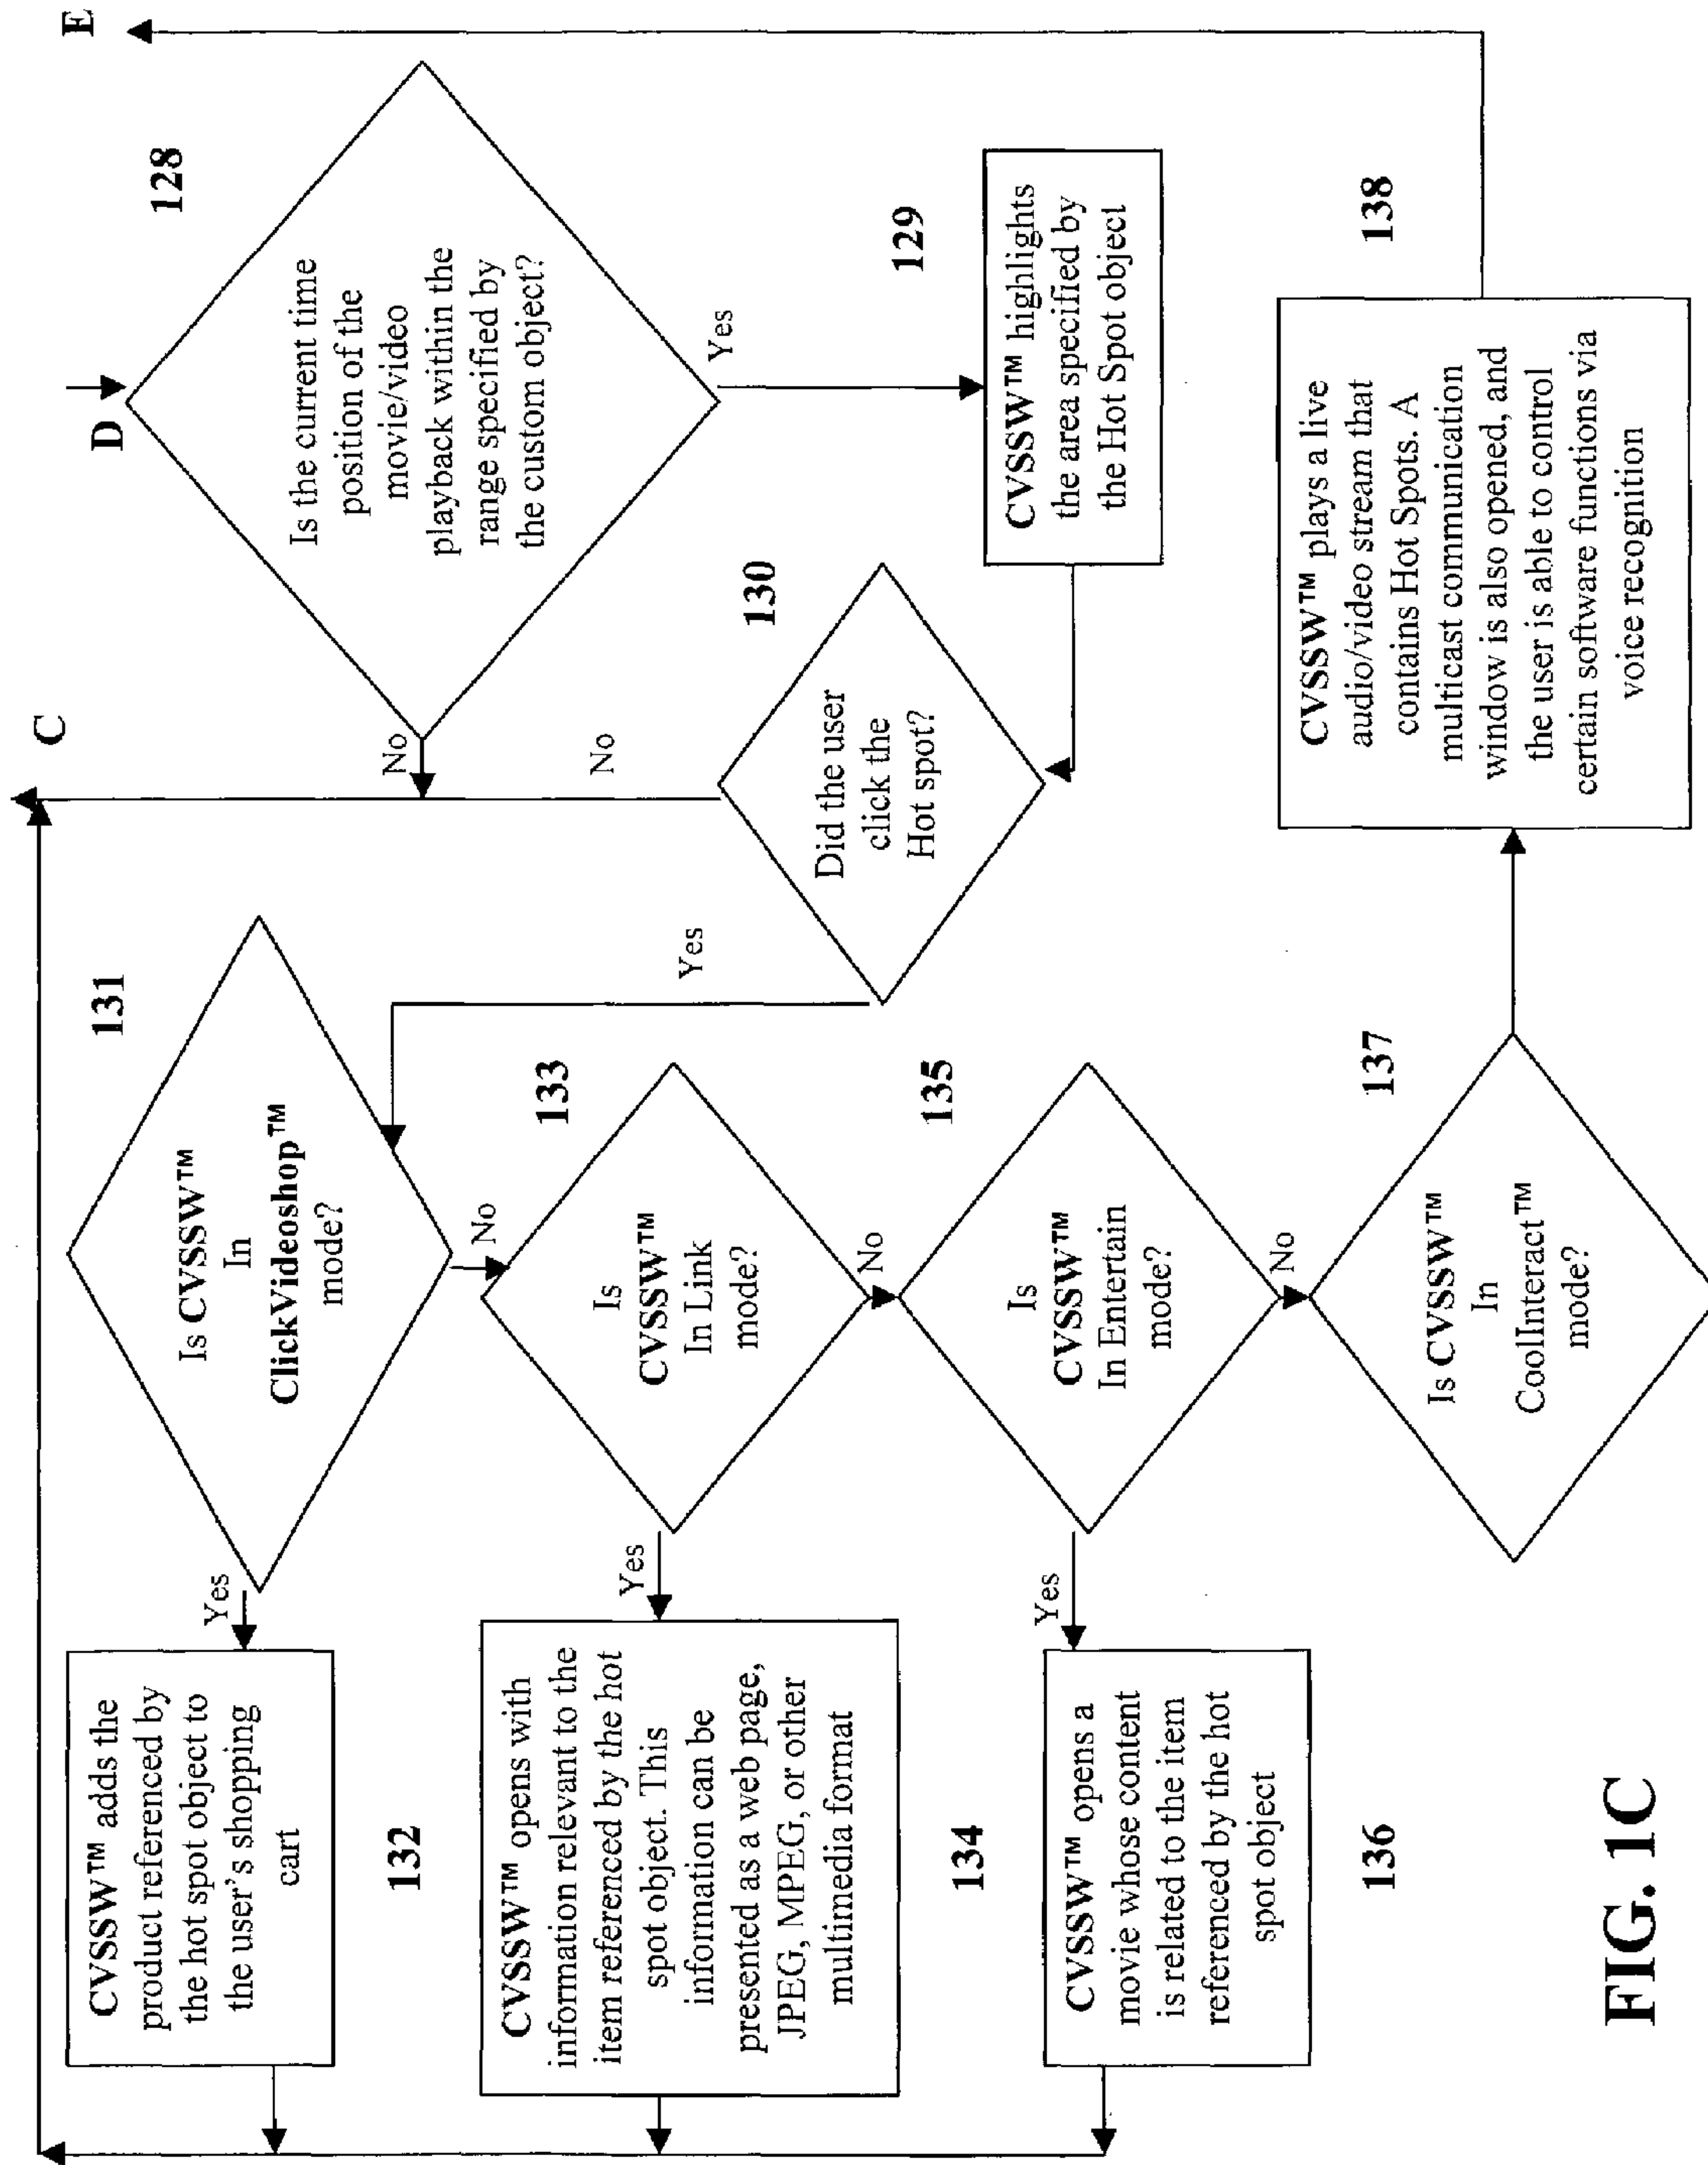 D
C
E
128
Is the current time
position of the
movie/video
playback within the
range specified by
the custom object?
No
Yes
129
CVSSW™ highlights
the area specified by
the Hot Spot object
130
Did the user
click the
Hot spot?
No
Yes
131
Is CVSSW™
In
ClickVideoshop™
mode?
Yes
No
CVSSW™ adds the
product referenced by
the hot spot object to
the user's shopping
cart
132
133
Is
CVSSW™
In Link
mode?
Yes
No
CVSSW™ opens with
information relevant to the
item referenced by the hot
spot object. This
information can be
presented as a web page,
JPEG, MPEG, or other
multimedia format
134
135
Is
CVSSW™
In Entertain
mode?
Yes
No
CVSSW™ opens a
movie whose content
is related to the item
referenced by the hot
spot object
136
137
Is CVSSW™
In
CoolInteract™
mode?
138
CVSSW™ plays a live
audio/video stream that
contains Hot Spots. A
multicast communication
window is also opened, and
the user is able to control
certain software functions via
voice recognition
FIG. 1C